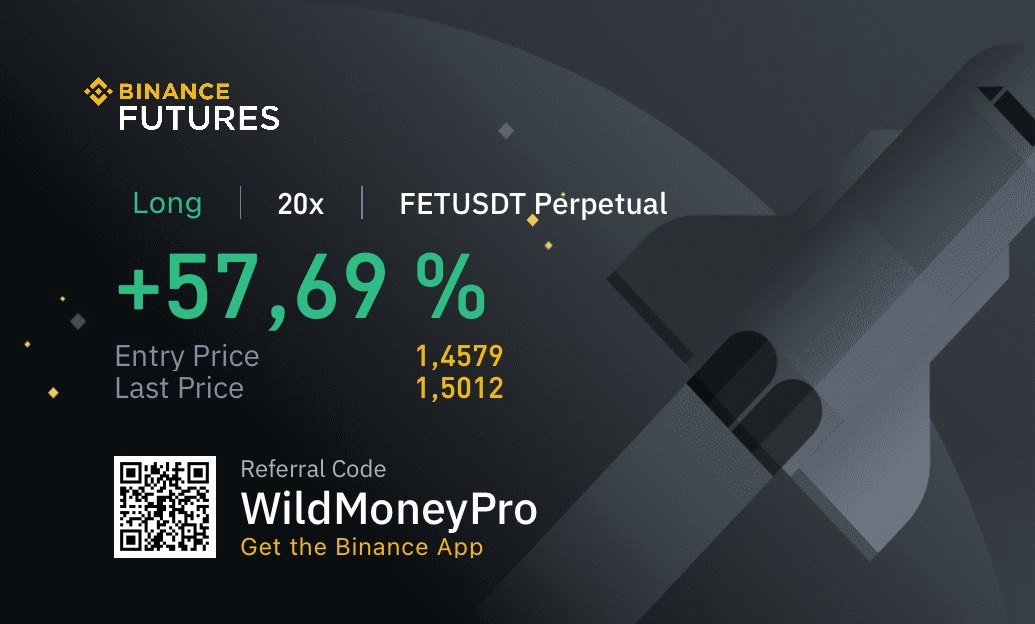 BINANCE
FUTURES
Long | 20x | FETUSDT Perpetual
+57,69 %
Entry Price 1,4579
Last Price 1,5012
Referral Code
WildMoneyPro
Get the Binance App